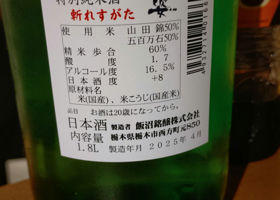 特別純米酒
斬れすがた
使用米 山田錦50%
五百万石50%
精米歩合 60%
酸度 1.7
アルコール度 16.5%
日本酒度 +8
原材料名
米(国産)、米こうじ(国産米)
お酒は20歳になってから。
日本酒 製造者 飯沼銘醸株式会社
内容量 栃木県栃木市西方町元850
1.8L 製造年月 2025年4月